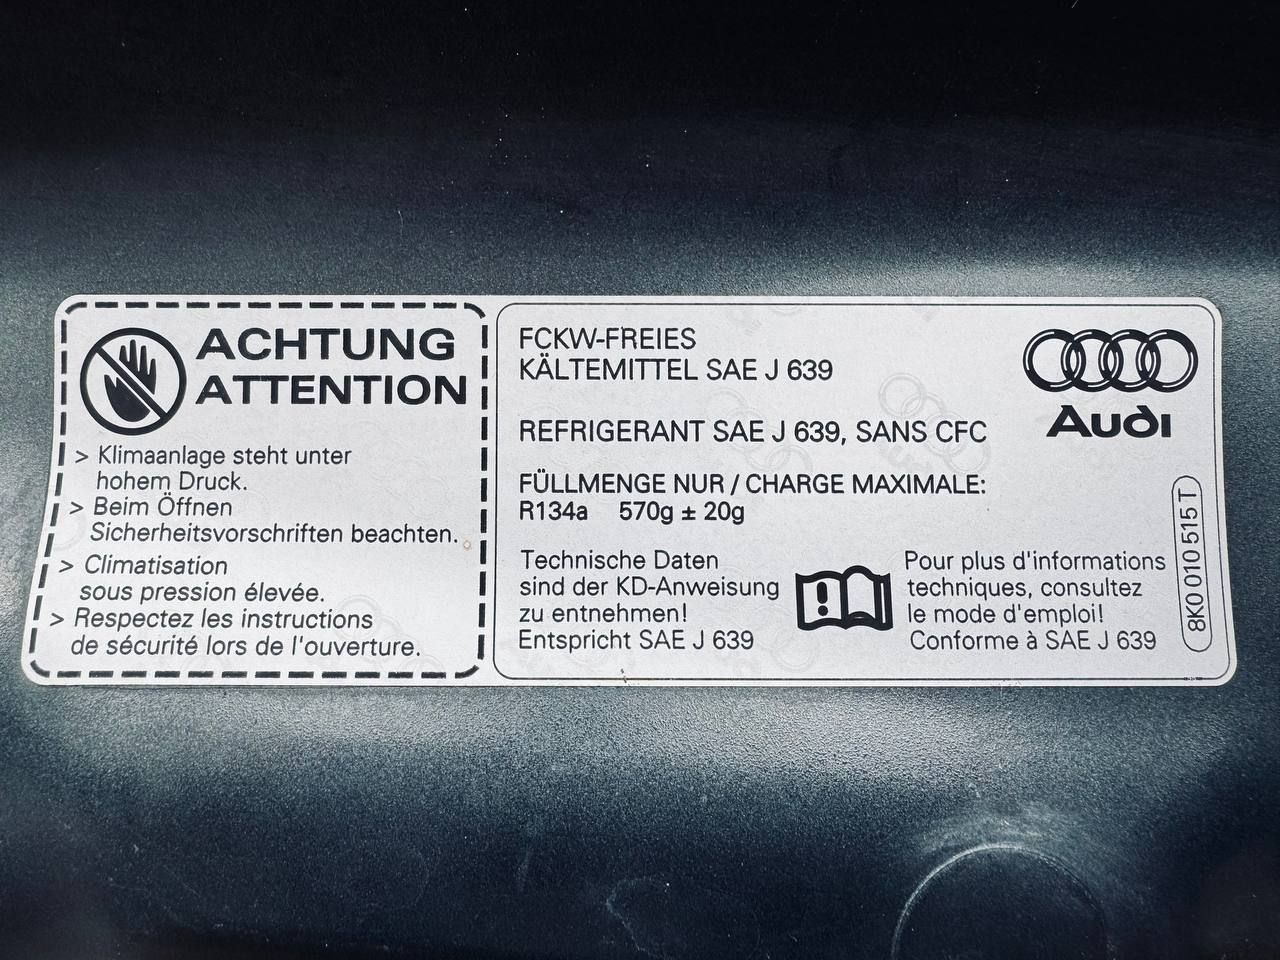 ACHTUNG
ATTENTION
> Klimaanlage steht unter
hohem Druck.
> Beim Öffnen
Sicherheitsvorschriften beachten.
> Climatisation
sous pression élevée.
> Respectez les instructions
de sécurité lors de l'ouverture.
FCKW-FREIES
KÄLTEMITTEL SAE J 639
REFRIGERANT SAE J 639, SANS CFC
FÜLLMENGE NUR / CHARGE MAXIMALE:
R134a 570g ± 20g
Technische Daten
sind der KD-Anweisung
zu entnehmen!
Entspricht SAE J 639
!
Pour plus d'informations
techniques, consultez
le mode d'emploi!
Conforme à SAE J 639
Audi
8K0 010 515 T